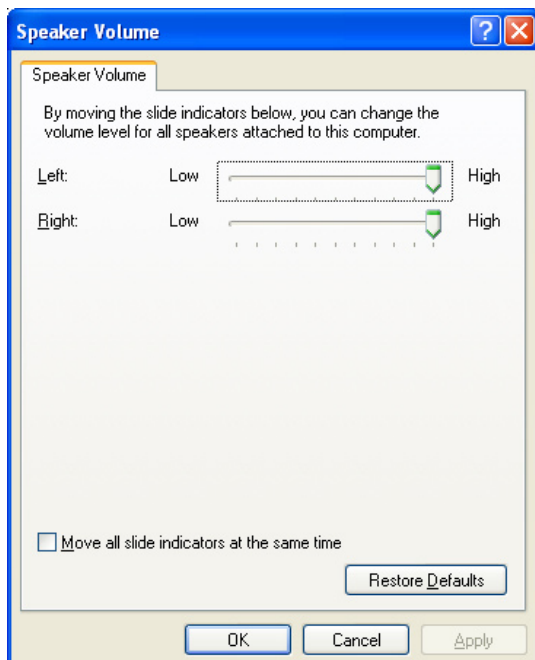 Speaker Volume
Speaker Volume
By moving the slide indicators below, you can change the
volume level for all speakers attached to this computer.
Left: Low High
Right: Low High
Move all slide indicators at the same time
Restore Defaults
OK Cancel Apply